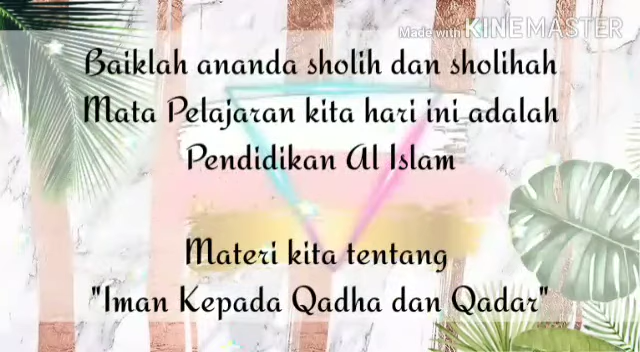 Made with KINEMASTER
Baiklah ananda sholih dan sholihah
Mata Pelajaran kita hari ini adalah
Pendidikan Al Islam
Materi kita tentang
"Iman Kepada Qadha dan Qadar"